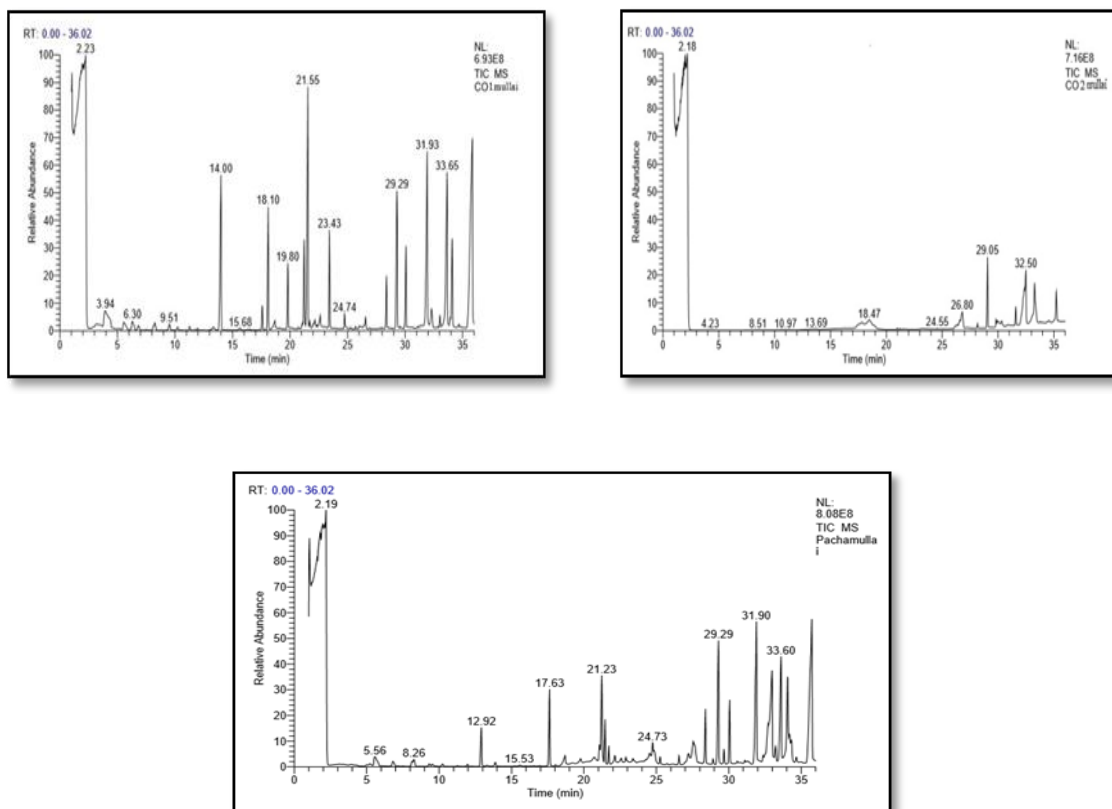 RT: 0.00 - 36.02
NL:
6.93E8
TIC MS
CO1mullai
2.23
21.55
31.93
14.00
33.65
29.29
18.10
23.43
19.80
24.74
3.94
6.30
9.51
15.68
Relative Abundance
100
90
80
70
60
50
40
30
20
10
0
0 5 10 15 20 25 30 35
Time (min)
RT: 0.00 - 36.02
NL:
7.16E8
TIC MS
CO2mullai
2.18
29.05
32.50
26.80
18.47
4.23
8.51
10.97
13.69
24.55
Relative Abundance
100
90
80
70
60
50
40
30
20
10
0
0 5 10 15 20 25 30 35
Time (min)
RT: 0.00 - 36.02
NL:
8.08E8
TIC MS
Pachamulla
i
2.19
31.90
29.29
33.60
21.23
17.63
12.92
24.73
5.56
8.26
15.53
Relative Abundance
100
90
80
70
60
50
40
30
20
10
0
0 5 10 15 20 25 30 35
Time (min)